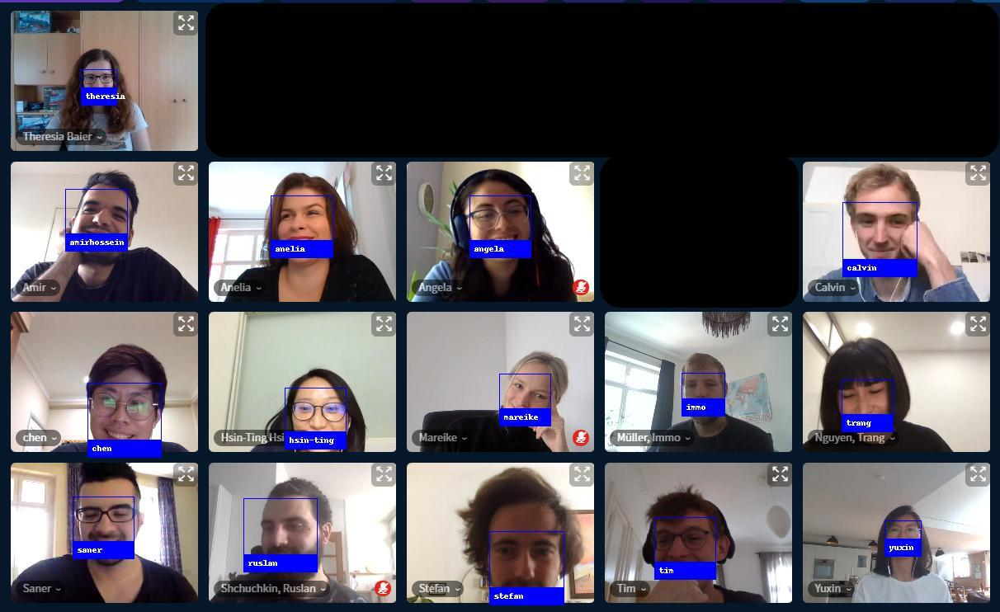 theresia
Theresia Baier
amirhossein
anelia
angela
calvin
Amir
Anelia
Angela
Calvin
chen
hsin-ting
mareike
immo
trang
chen
Hsin-Ting Hsi
Mareike
Müller, Immo
Nguyen, Trang
saner
ruslan
stefan
tim
yuxin
Saner
Shchuchkin, Ruslan
Stefan
Tim
Yuxin